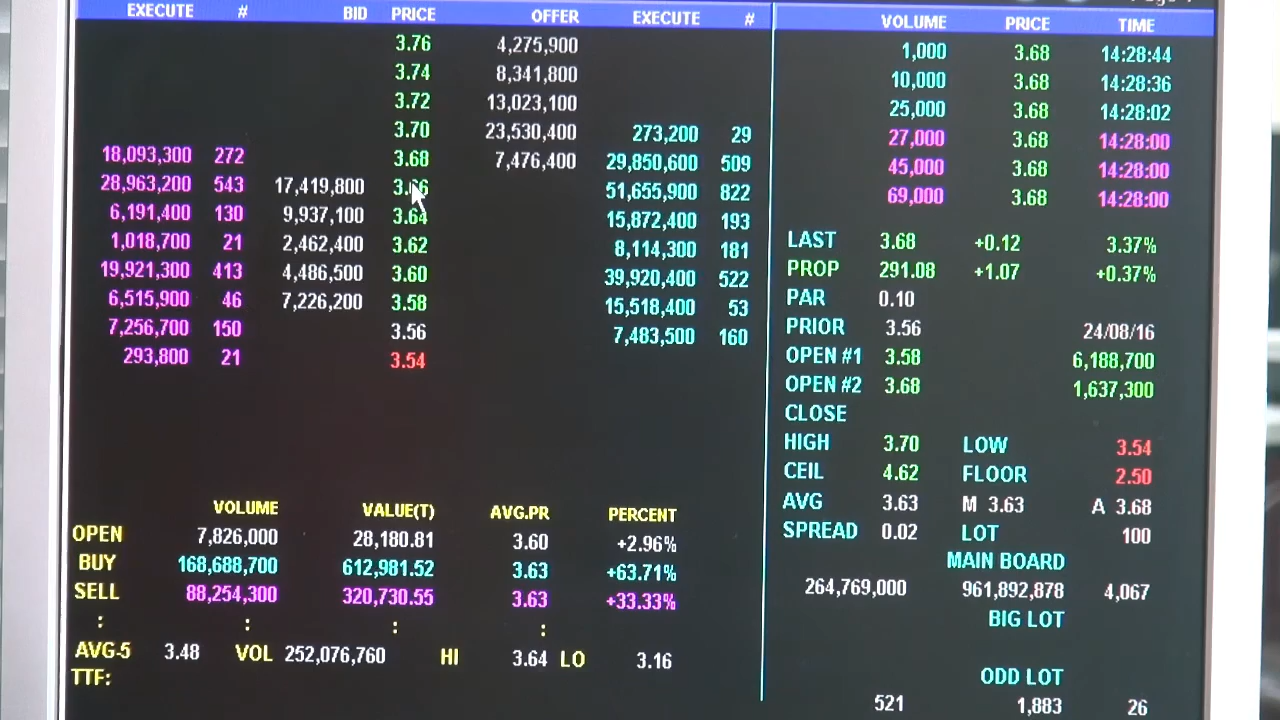 EXECUTE # BID PRICE OFFER EXECUTE #
3.76 4,275,900
3.74 8,341,800
3.72 13,023,100
3.70 23,530,400 273,200 29
18,093,300 272 3.68 7,476,400 29,850,600 509
28,963,200 543 17,419,800 3.66 51,655,900 822
6,191,400 130 9,937,100 3.64 15,872,400 193
1,018,700 21 2,462,400 3.62 8,114,300 181
19,921,300 413 4,486,500 3.60 39,920,400 522
6,515,900 46 7,226,200 3.58 15,518,400 53
7,256,700 150 3.56 7,483,500 160
293,800 21 3.54
VOLUME VALUE(T) AVG.PR PERCENT
OPEN 7,826,000 28,180.81 3.60 +2.96%
BUY 168,688,700 612,981.52 3.63 +63.71%
SELL 88,254,300 320,730.55 3.63 +33.33%
: : : :
AVG-5 3.48 VOL 252,076,760 HI 3.64 LO 3.16
TTF:
VOLUME PRICE TIME
1,000 3.68 14:28:44
10,000 3.68 14:28:36
25,000 3.68 14:28:02
27,000 3.68 14:28:00
45,000 3.68 14:28:00
69,000 3.68 14:28:00
LAST 3.68 +0.12 3.37%
PROP 291.08 +1.07 +0.37%
PAR 0.10
PRIOR 3.56 24/08/16
OPEN #1 3.58 6,188,700
OPEN #2 3.68 1,637,300
CLOSE
HIGH 3.70 LOW 3.54
CEIL 4.62 FLOOR 2.50
AVG 3.63 M 3.63 A 3.68
SPREAD 0.02 LOT 100
MAIN BOARD
264,769,000 961,892,878 4,067
BIG LOT
ODD LOT
521 1,883 26